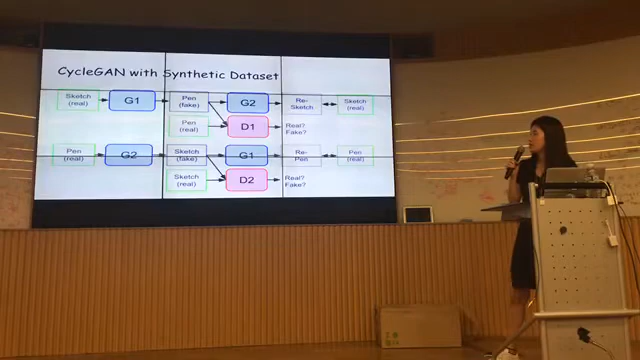 CycleGAN with Synthetic Dataset
Sketch
(real)
G1
Pen
(fake)
G2
Re-
Sketch
Sketch
(real)
Pen
(real)
D1
Real?
Fake?
Pen
(real)
G2
Sketch
(fake)
G1
Re-
Pen
Pen
(real)
Sketch
(real)
D2
Real?
Fake?